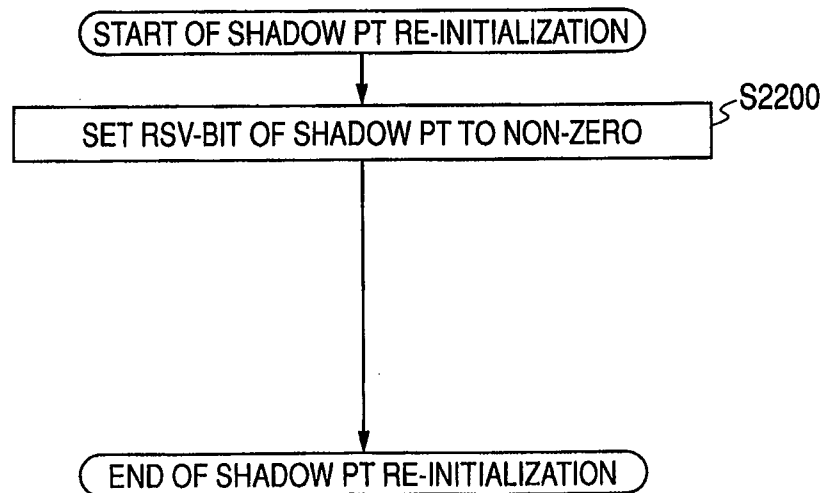 START OF SHADOW PT RE-INITIALIZATION
S2200
SET RSV-BIT OF SHADOW PT TO NON-ZERO
END OF SHADOW PT RE-INITIALIZATION